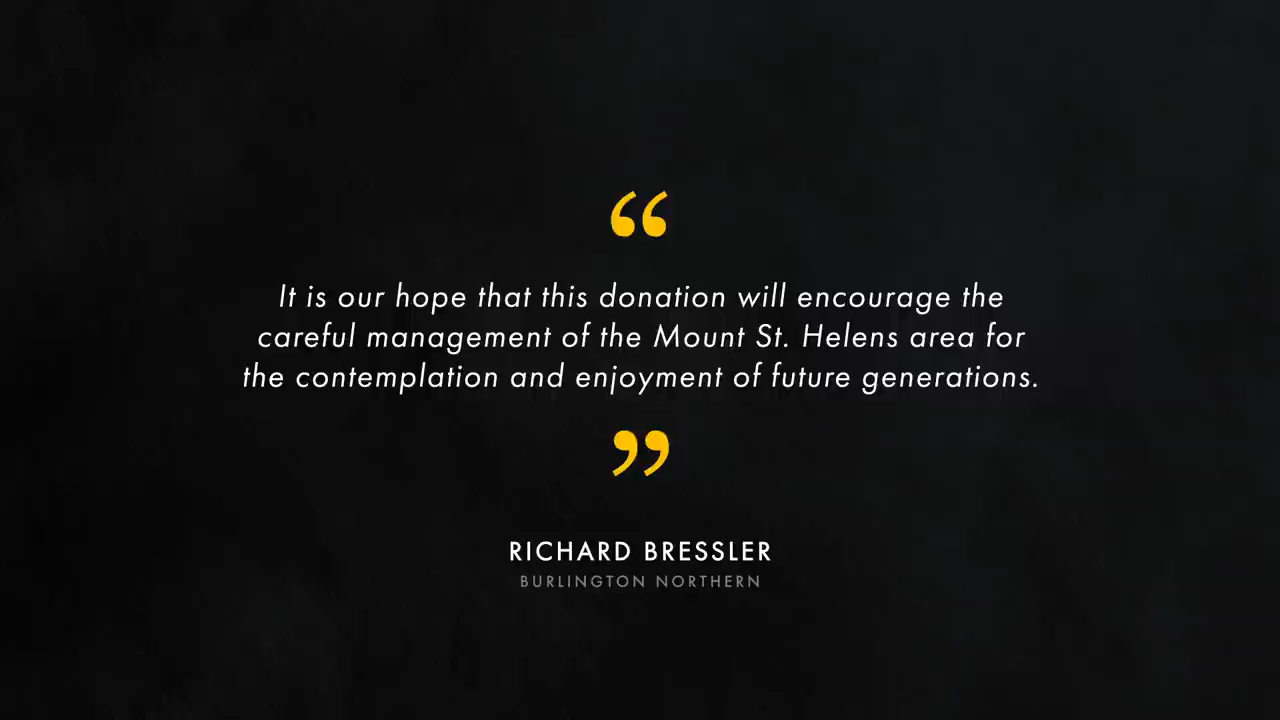 “
It is our hope that this donation will encourage the
careful management of the Mount St. Helens area for
the contemplation and enjoyment of future generations.
”
RICHARD BRESSLER
BURLINGTON NORTHERN